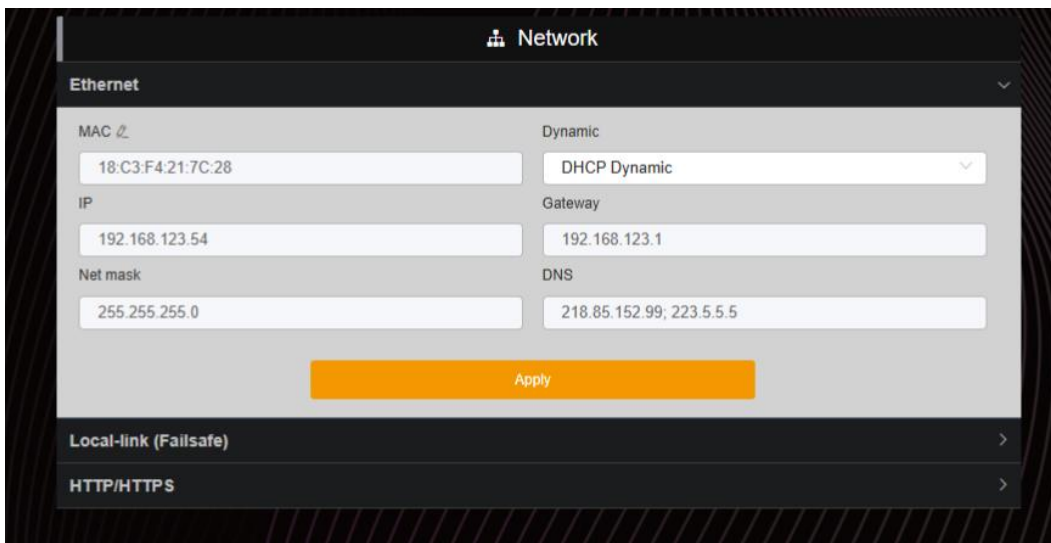 Network
Ethernet
MAC
Dynamic
18:C3:F4:21:7C:28
DHCP Dynamic
IP
Gateway
192.168.123.54
192.168.123.1
Net mask
DNS
255.255.255.0
218.85.152.99; 223.5.5.5
Apply
Local-link (Failsafe)
HTTP/HTTPS